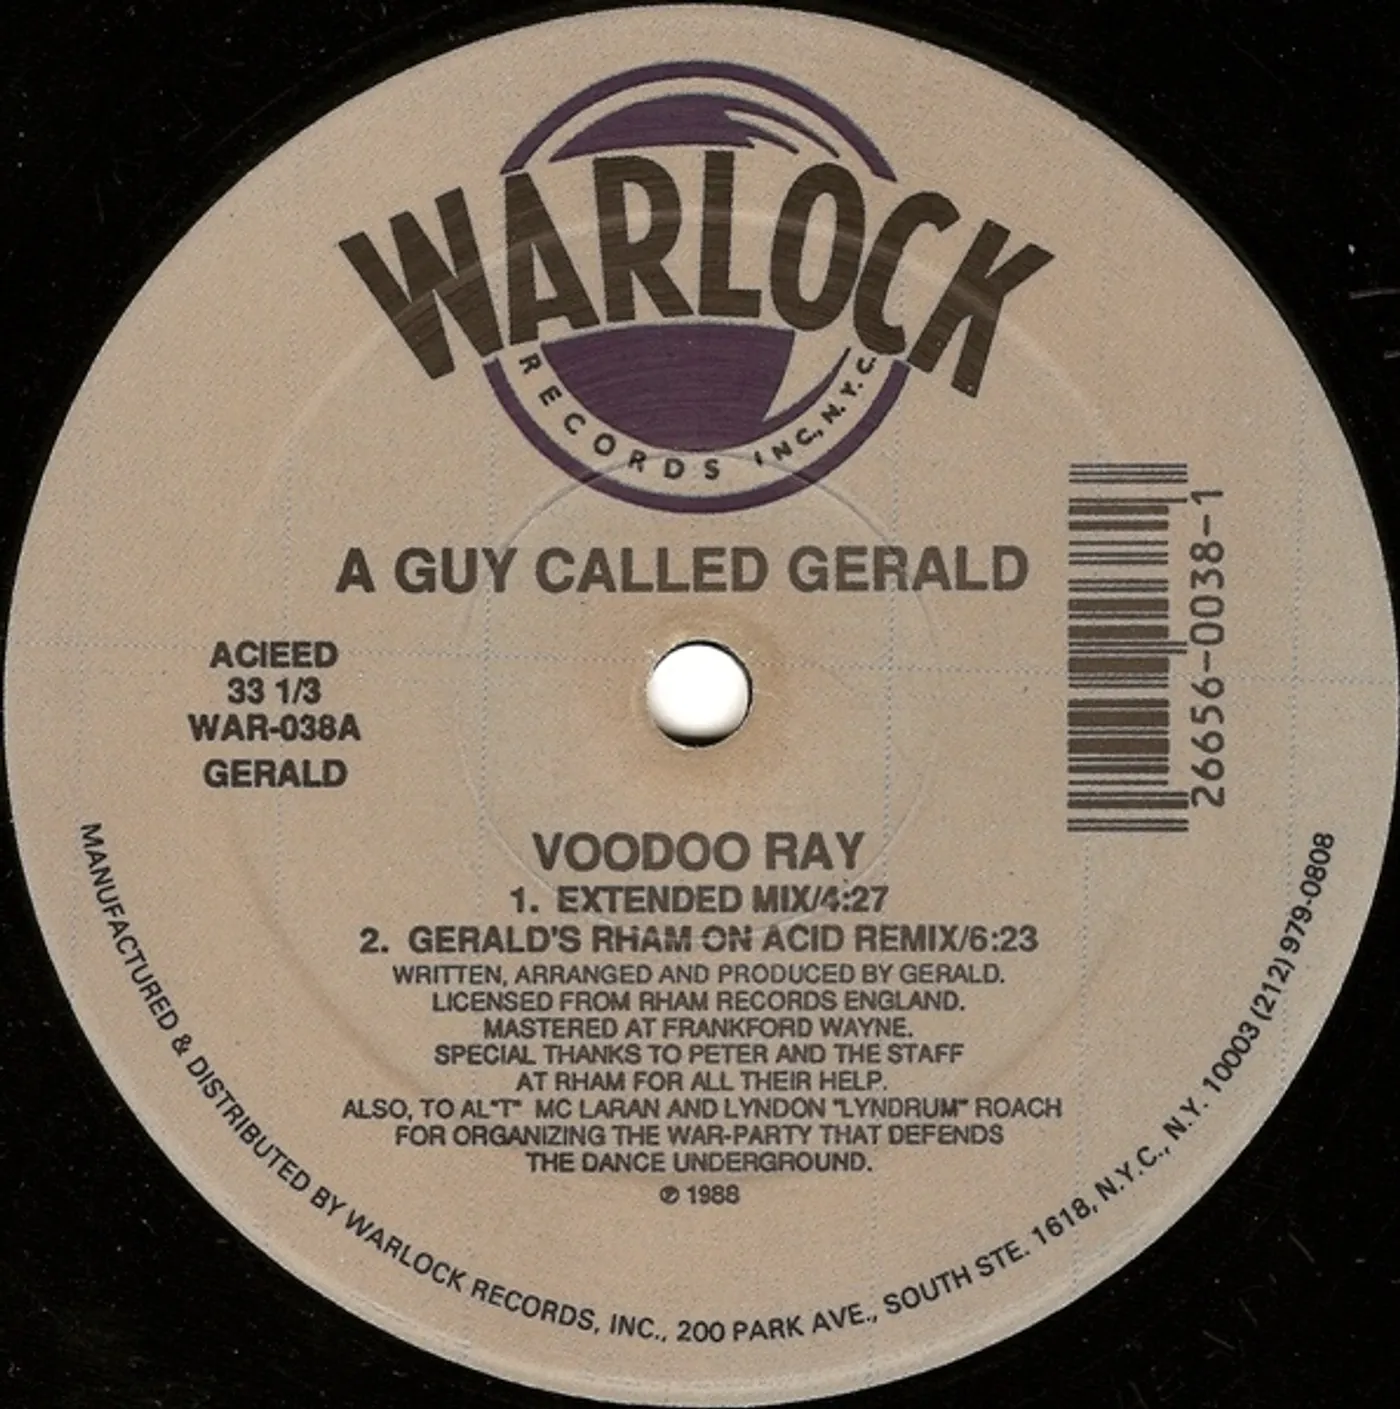 WARLOCK
RECORDS INC., N.Y.C.
A GUY CALLED GERALD
ACIEED
33 1/3
WAR-038A
GERALD
26656-0038-1
VOODOO RAY
1. EXTENDED MIX/4:27
2. GERALD'S RHAM ON ACID REMIX/6:23
WRITTEN, ARRANGED AND PRODUCED BY GERALD.
LICENSED FROM RHAM RECORDS ENGLAND.
MASTERED AT FRANKFORD WAYNE.
SPECIAL THANKS TO PETER AND THE STAFF
AT RHAM FOR ALL THEIR HELP.
ALSO, TO AL"T" MC LARAN AND LYNDON "LYNDRUM" ROACH
FOR ORGANIZING THE WAR-PARTY THAT DEFENDS
THE DANCE UNDERGROUND.
℗ 1988
MANUFACTURED & DISTRIBUTED BY WARLOCK RECORDS, INC., 200 PARK AVE., SOUTH STE. 1618, N.Y.C., N.Y. 10003 (212) 979-0808